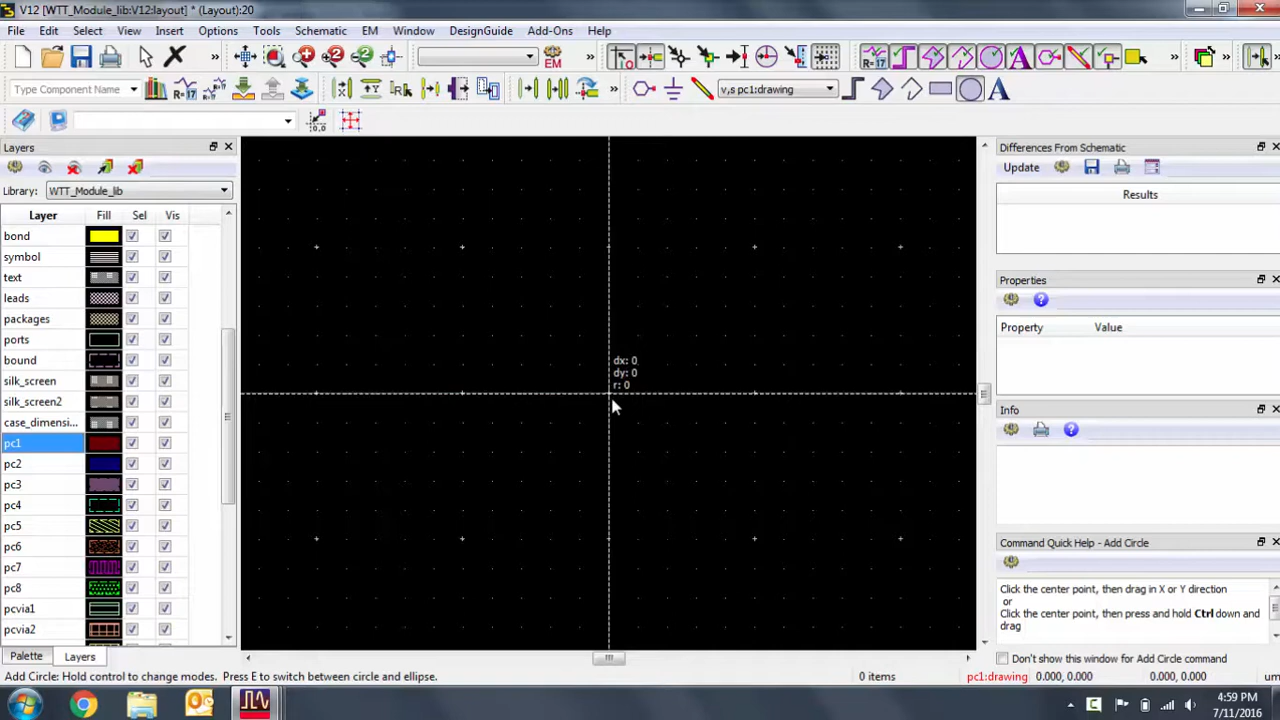 V12 [WTT_Module_lib:V12:layout] * (Layout):20
File Edit Select View Insert Options Tools Schematic EM Window DesignGuide Add-Ons Help
EM
Type Component Name
v,s pc1:drawing
Layers
Library: WTT_Module_lib
Layer Fill Sel Vis
bond
symbol
text
leads
packages
ports
bound
silk_screen
silk_screen2
case_dimensi...
pc1
pc2
pc3
pc4
pc5
pc6
pc7
pc8
pcvia1
pcvia2
Palette Layers
dx: 0
dy: 0
r: 0
Differences From Schematic
Update
Results
Properties
Property Value
Info
Command Quick Help - Add Circle
Click the center point, then drag in X or Y direction
or
Click the center point, then press and hold Ctrl down and
drag
Don't show this window for Add Circle command
Add Circle: Hold control to change modes. Press E to switch between circle and ellipse.
0 items
pc1:drawing
0.000, 0.000
0.000, 0.000
um
4:59 PM
7/11/2016